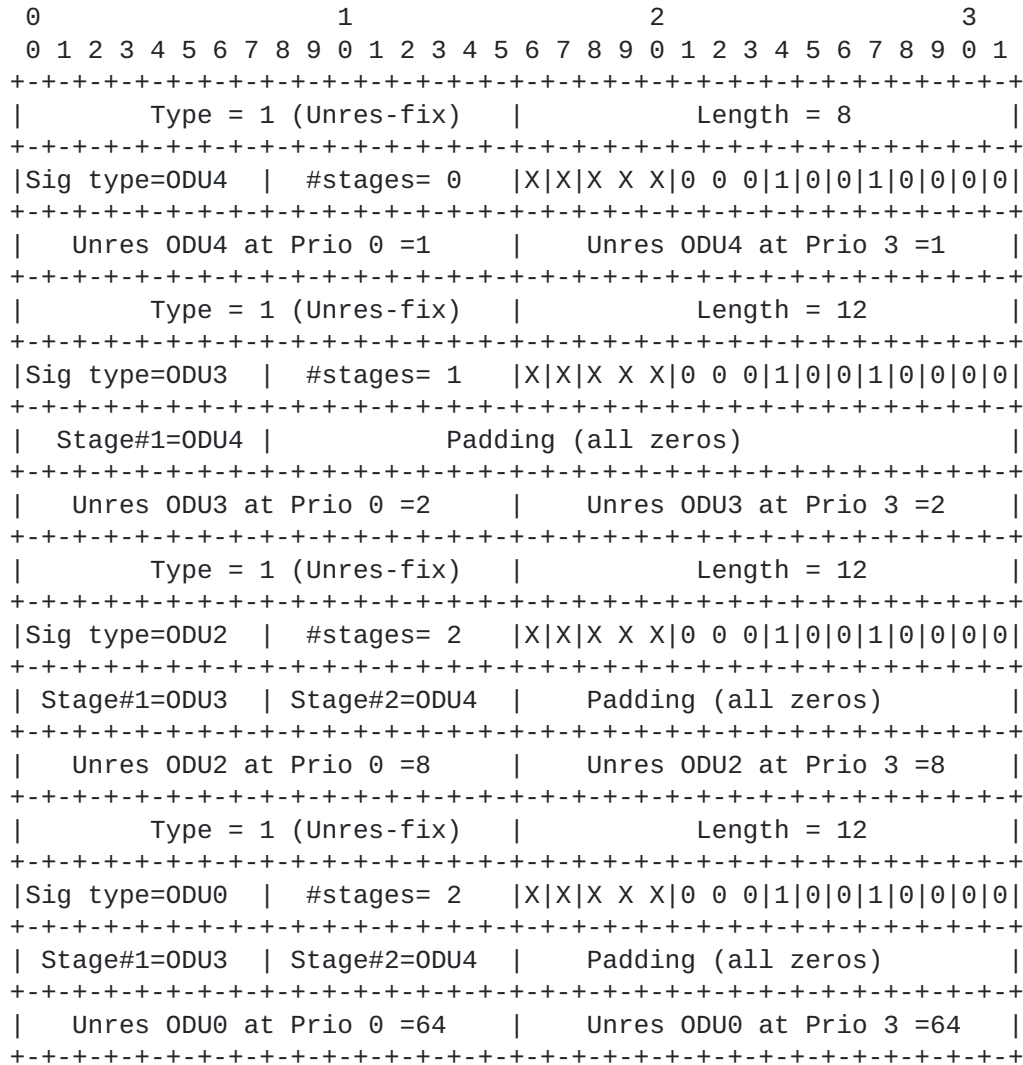 0                   1                   2                   3
 0 1 2 3 4 5 6 7 8 9 0 1 2 3 4 5 6 7 8 9 0 1 2 3 4 5 6 7 8 9 0 1
+-+-+-+-+-+-+-+-+-+-+-+-+-+-+-+-+-+-+-+-+-+-+-+-+-+-+-+-+-+-+-+-+
|        Type = 1 (Unres-fix)   |           Length = 8          |
+-+-+-+-+-+-+-+-+-+-+-+-+-+-+-+-+-+-+-+-+-+-+-+-+-+-+-+-+-+-+-+-+
|Sig type=ODU4  |  #stages= 0   |X|X|X X X|0 0 0|1|0|0|1|0|0|0|0|
+-+-+-+-+-+-+-+-+-+-+-+-+-+-+-+-+-+-+-+-+-+-+-+-+-+-+-+-+-+-+-+-+
|   Unres ODU4 at Prio 0 =1     |    Unres ODU4 at Prio 3 =1    |
+-+-+-+-+-+-+-+-+-+-+-+-+-+-+-+-+-+-+-+-+-+-+-+-+-+-+-+-+-+-+-+-+
|        Type = 1 (Unres-fix)   |           Length = 12         |
+-+-+-+-+-+-+-+-+-+-+-+-+-+-+-+-+-+-+-+-+-+-+-+-+-+-+-+-+-+-+-+-+
|Sig type=ODU3  |  #stages= 1   |X|X|X X X|0 0 0|1|0|0|1|0|0|0|0|
+-+-+-+-+-+-+-+-+-+-+-+-+-+-+-+-+-+-+-+-+-+-+-+-+-+-+-+-+-+-+-+-+
|  Stage#1=ODU4 |           Padding (all zeros)                 |
+-+-+-+-+-+-+-+-+-+-+-+-+-+-+-+-+-+-+-+-+-+-+-+-+-+-+-+-+-+-+-+-+
|   Unres ODU3 at Prio 0 =2     |    Unres ODU3 at Prio 3 =2    |
+-+-+-+-+-+-+-+-+-+-+-+-+-+-+-+-+-+-+-+-+-+-+-+-+-+-+-+-+-+-+-+-+
|        Type = 1 (Unres-fix)   |           Length = 12         |
+-+-+-+-+-+-+-+-+-+-+-+-+-+-+-+-+-+-+-+-+-+-+-+-+-+-+-+-+-+-+-+-+
|Sig type=ODU2  |  #stages= 2   |X|X|X X X|0 0 0|1|0|0|1|0|0|0|0|
+-+-+-+-+-+-+-+-+-+-+-+-+-+-+-+-+-+-+-+-+-+-+-+-+-+-+-+-+-+-+-+-+
| Stage#1=ODU3  | Stage#2=ODU4  |    Padding (all zeros)        |
+-+-+-+-+-+-+-+-+-+-+-+-+-+-+-+-+-+-+-+-+-+-+-+-+-+-+-+-+-+-+-+-+
|   Unres ODU2 at Prio 0 =8     |    Unres ODU2 at Prio 3 =8    |
+-+-+-+-+-+-+-+-+-+-+-+-+-+-+-+-+-+-+-+-+-+-+-+-+-+-+-+-+-+-+-+-+
|        Type = 1 (Unres-fix)   |           Length = 12         |
+-+-+-+-+-+-+-+-+-+-+-+-+-+-+-+-+-+-+-+-+-+-+-+-+-+-+-+-+-+-+-+-+
|Sig type=ODU0  |  #stages= 2   |X|X|X X X|0 0 0|1|0|0|1|0|0|0|0|
+-+-+-+-+-+-+-+-+-+-+-+-+-+-+-+-+-+-+-+-+-+-+-+-+-+-+-+-+-+-+-+-+
| Stage#1=ODU3  | Stage#2=ODU4  |    Padding (all zeros)        |
+-+-+-+-+-+-+-+-+-+-+-+-+-+-+-+-+-+-+-+-+-+-+-+-+-+-+-+-+-+-+-+-+
|   Unres ODU0 at Prio 0 =64    |    Unres ODU0 at Prio 3 =64   |
+-+-+-+-+-+-+-+-+-+-+-+-+-+-+-+-+-+-+-+-+-+-+-+-+-+-+-+-+-+-+-+-+